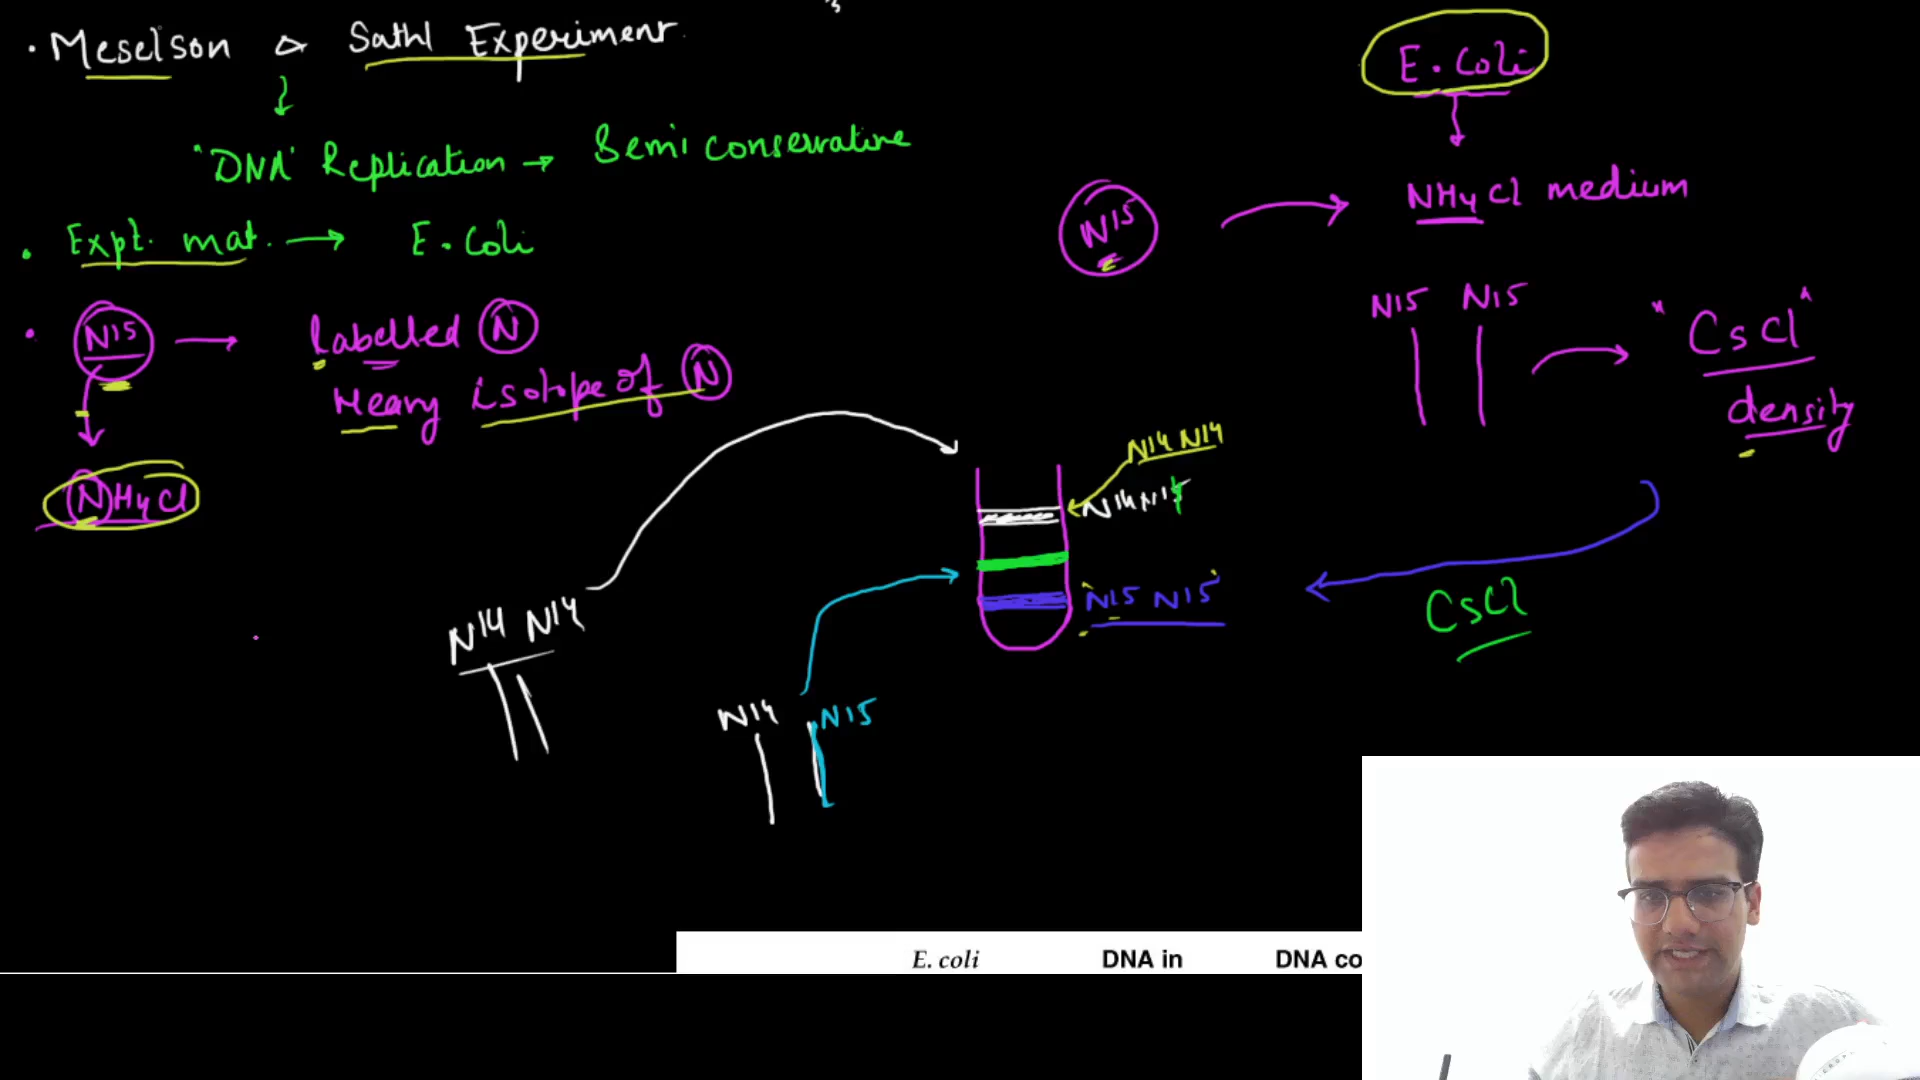 · Meselson & Sathl Experiment
"DNA" Replication → Semi conservative
· Expt. mat. → E. Coli
· N15 → labelled N
Heavy isotope of N
NH4Cl
E. Coli
N15 → NH4Cl medium
N15 N15
"CsCl"
density
N14 N14
N14 N15
N15 N15
CsCl
N14 N14
N14 N15
E. coli DNA in DNA co